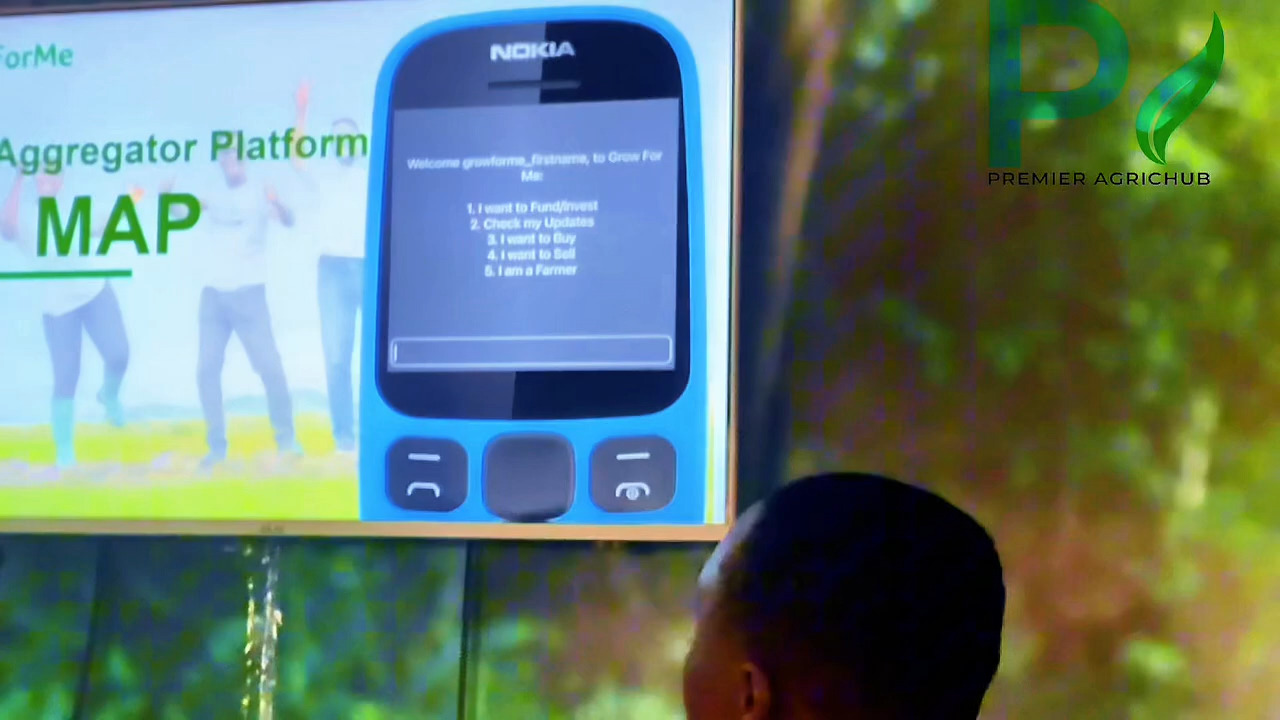 ForMe
Aggregator Platform
MAP
NOKIA
Welcome growforme_firstname, to Grow For
Me:
1. I want to Fund/Invest
2. Check my Updates
3. I want to Buy
4. I want to Sell
5. I am a Farmer
P
PREMIER AGRICHUB